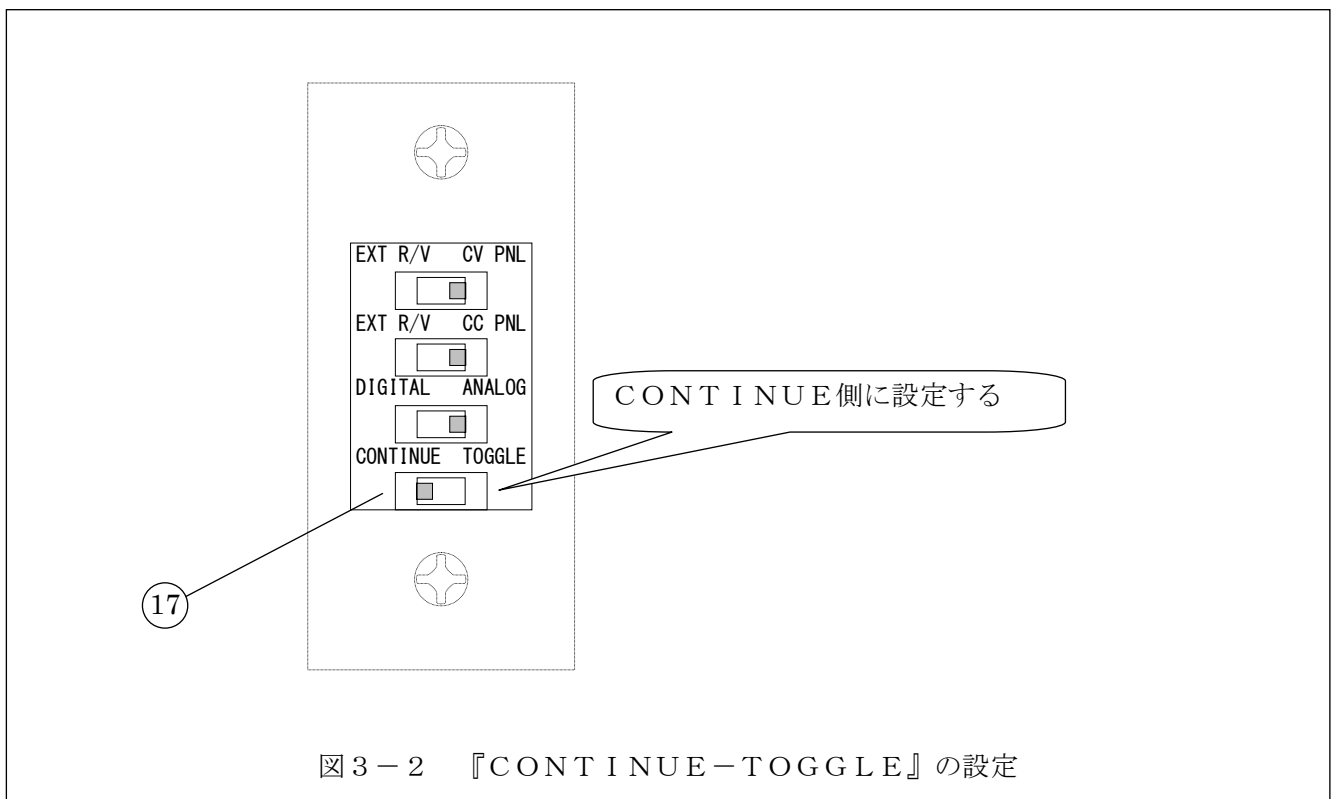 EXT R/V CV PNL
EXT R/V CC PNL
DIGITAL ANALOG
CONTINUE側に設定する
CONTINUE TOGGLE
17
図3-2 『CONTINUE-TOGGLE』の設定